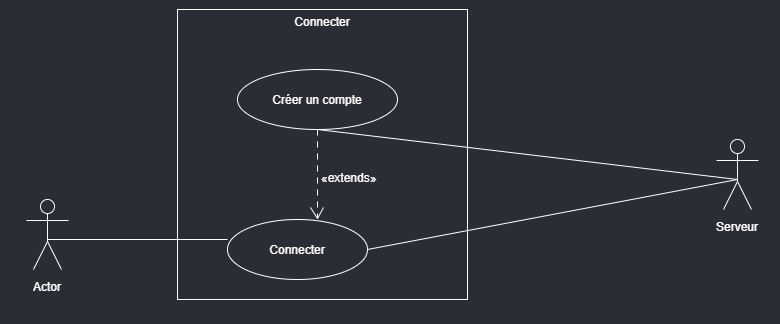 Connecter
Créer un compte
«extends»
Connecter
Serveur
Actor